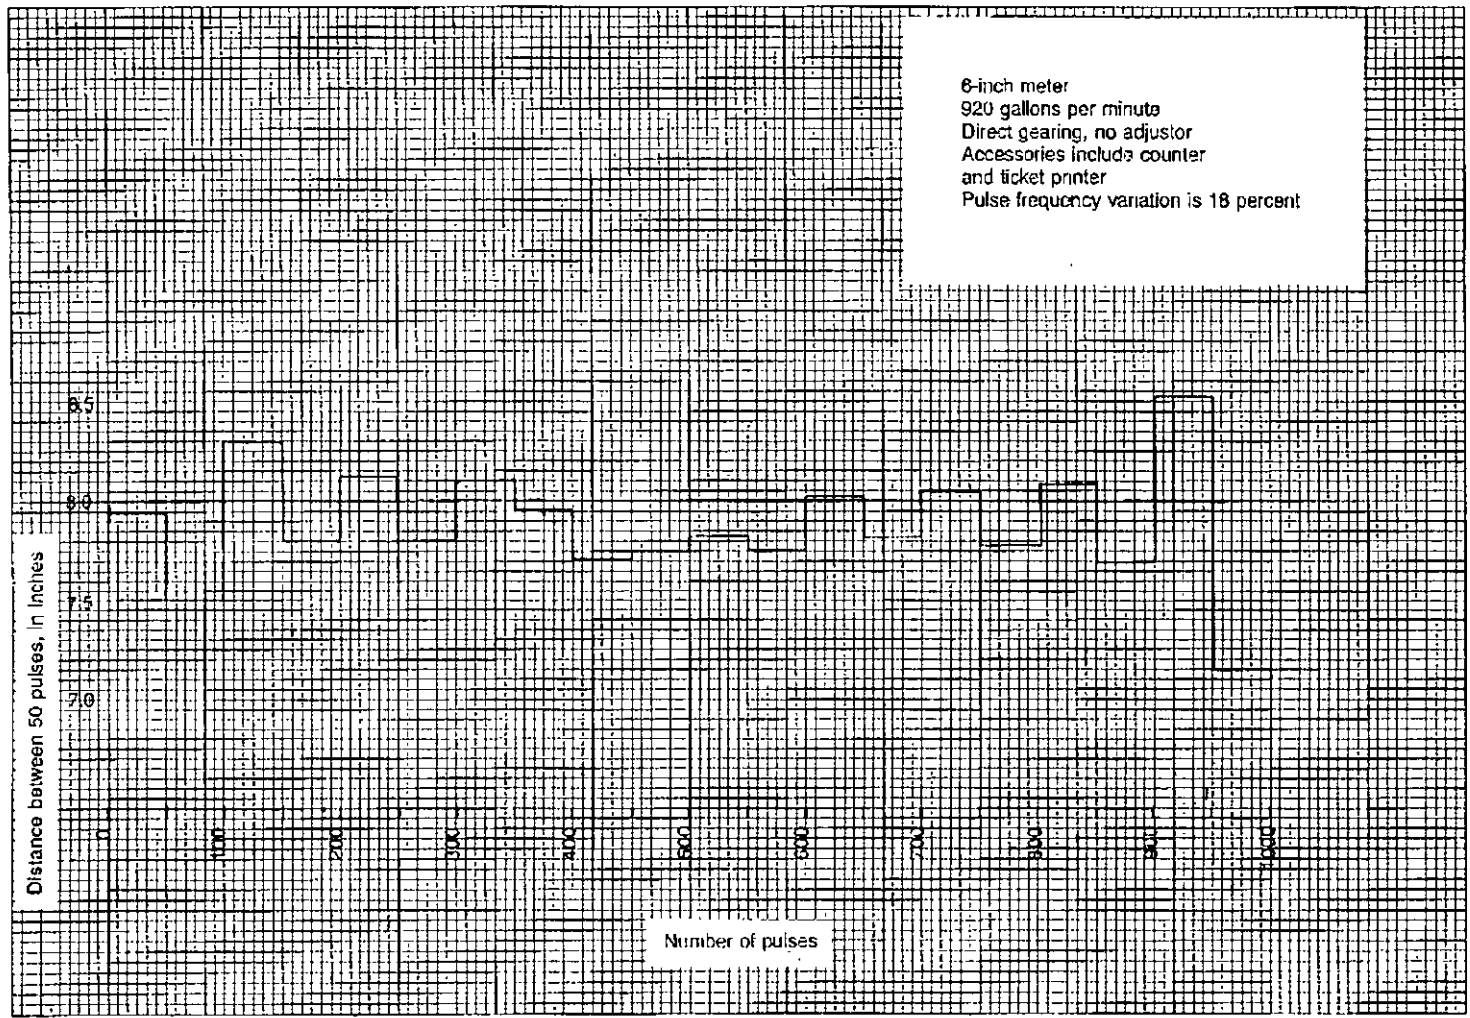 6-inch meter
920 gallons per minute
Direct gearing, no adjustor
Accessories include counter
and ticket printer
Pulse frequency variation is 18 percent
8.5
8.0
7.5
7.0
Distance between 50 pulses, in inches
0
100
200
300
400
500
600
700
800
900
1000
Number of pulses